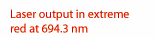 Laser output in extreme
red at 694.3 nm